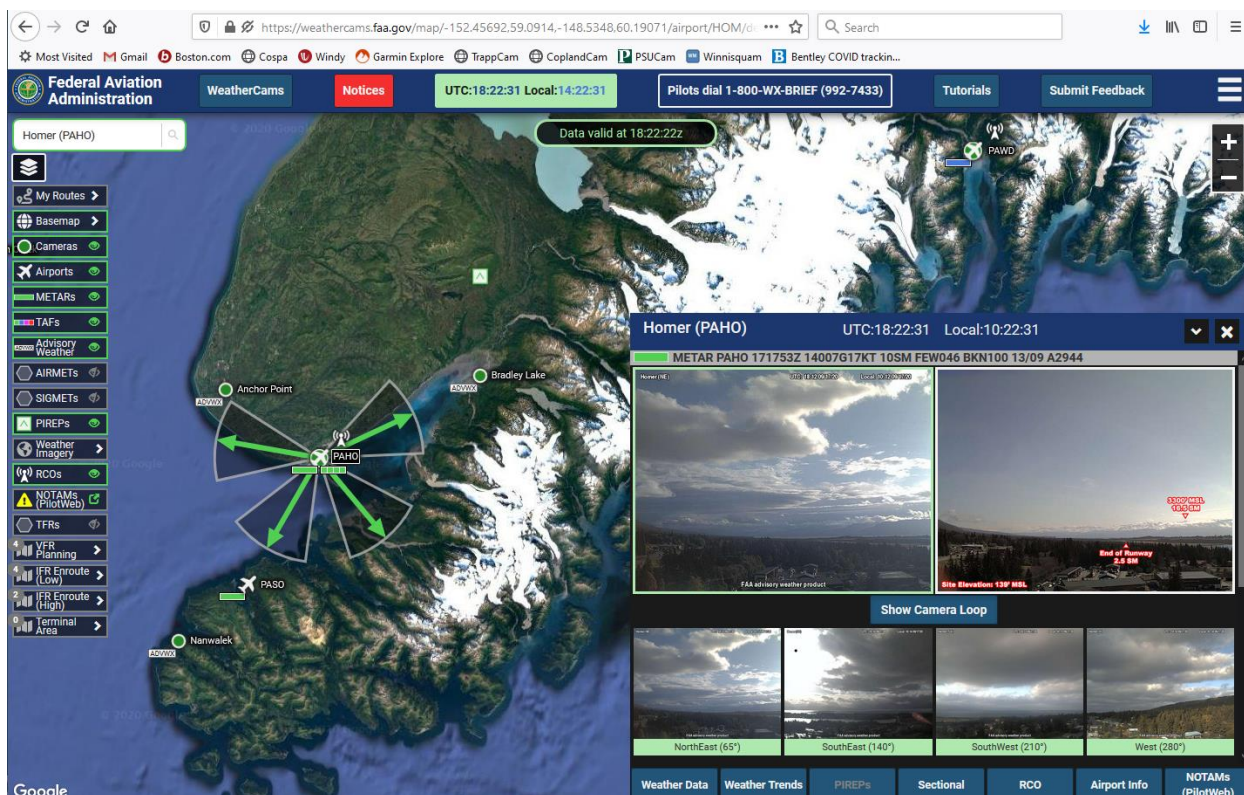 https://weathercams.faa.gov/map/-152.45692,59.0914,-148.5348,60.19071/airport/HOM/d
Search
Most Visited
Gmail
Boston.com
Cospa
Windy
Garmin Explore
TrappCam
CoplandCam
PSUCam
Winnisquam
Bentley COVID trackin...
Federal Aviation
Administration
WeatherCams
Notices
UTC:18:22:31 Local:14:22:31
Pilots dial 1-800-WX-BRIEF (992-7433)
Tutorials
Submit Feedback
Homer (PAHO)
Data valid at 18:22:22z
PAWD
+
−
My Routes
Basemap
Cameras
Airports
METARs
TAFs
Advisory
Weather
AIRMETs
SIGMETs
PIREPs
Weather
Imagery
RCOs
NOTAMs
(PilotWeb)
TFRs
4
VFR
Planning
4
IFR Enroute
(Low)
2
IFR Enroute
(High)
0
Terminal
Area
Anchor Point
ADVWX
Bradley Lake
ADVWX
PAHO
PASO
Nanwalek
ADVWX
Google
Homer (PAHO)
UTC:18:22:31
Local:10:22:31
METAR PAHO 171753Z 14007G17KT 10SM FEW046 BKN100 13/09 A2944
Homer (NE)
FAA advisory weather product
3300' MSL
18.5 SM
End of Runway
2.5 SM
Site Elevation: 139' MSL
Show Camera Loop
NorthEast (65°)
SouthEast (140°)
SouthWest (210°)
West (280°)
Weather Data
Weather Trends
PIREPs
Sectional
RCO
Airport Info
NOTAMs
(PilotWeb)